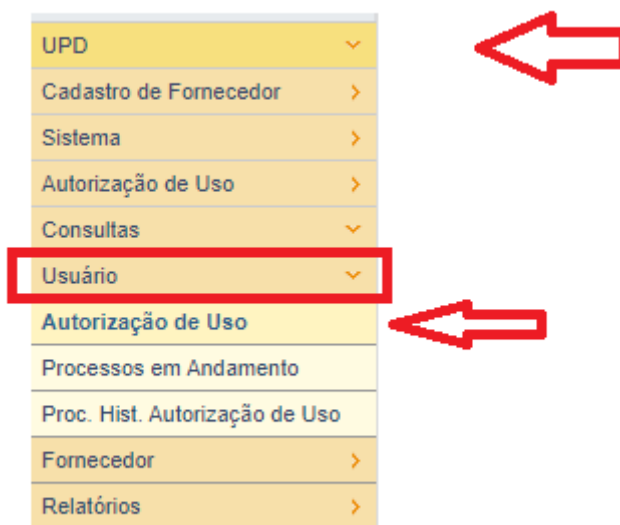 UPD
Cadastro de Fornecedor
Sistema
Autorização de Uso
Consultas
Usuário
Autorização de Uso
Processos em Andamento
Proc. Hist. Autorização de Uso
Fornecedor
Relatórios